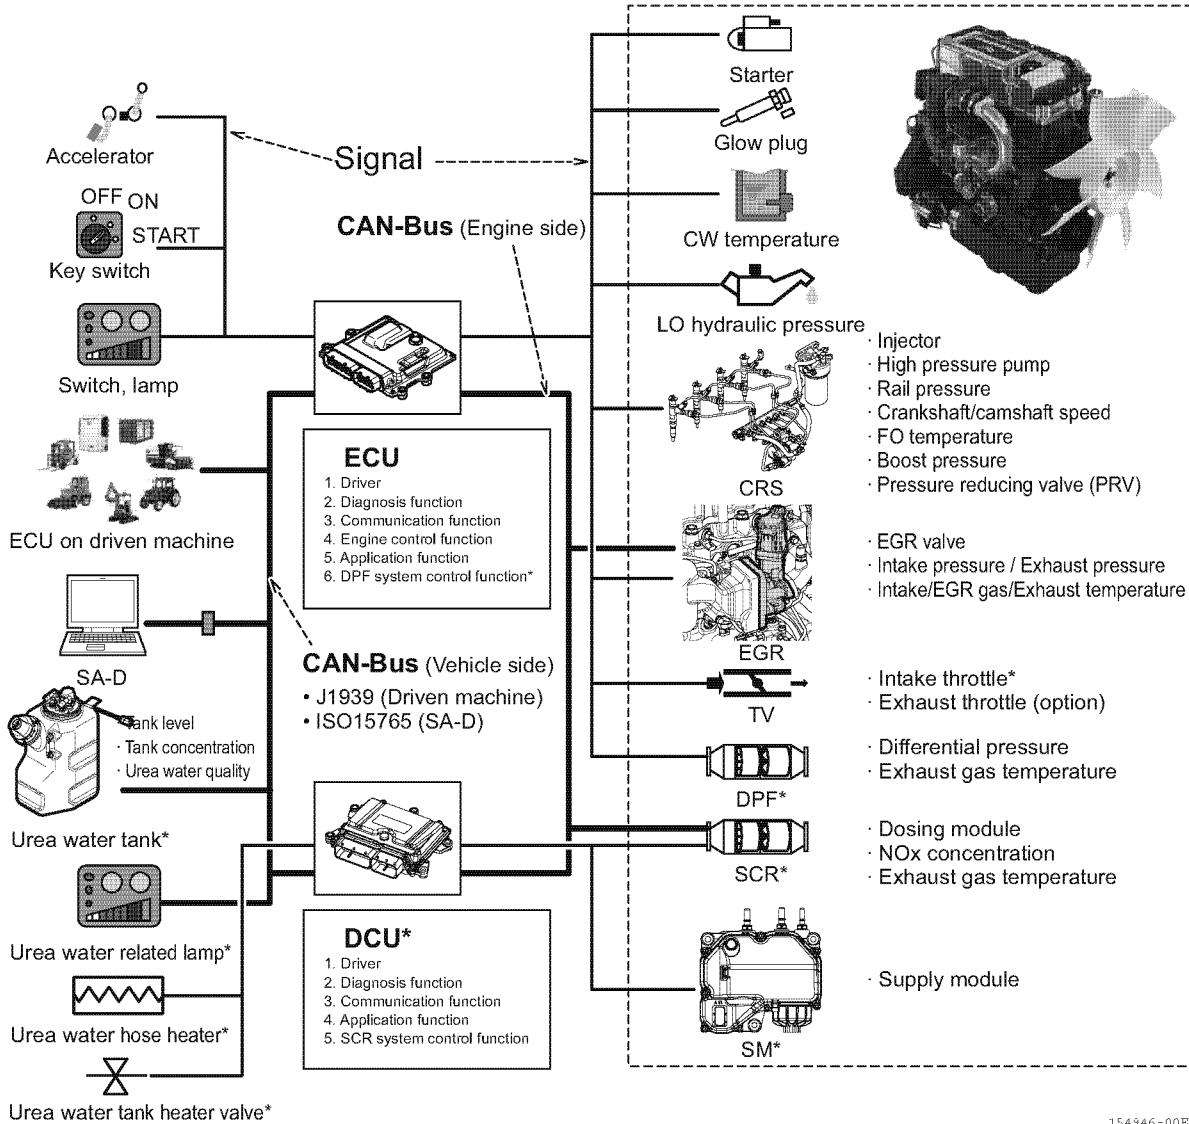 Starter
Accelerator
Signal
Glow plug
OFF ON
START
Key switch
CAN-Bus (Engine side)
CW temperature
LO hydraulic pressure
Switch, lamp
· Injector
· High pressure pump
· Rail pressure
· Crankshaft/camshaft speed
· FO temperature
· Boost pressure
· Pressure reducing valve (PRV)
CRS
ECU
1. Driver
2. Diagnosis function
3. Communication function
4. Engine control function
5. Application function
6. DPF system control function*
ECU on driven machine
· EGR valve
· Intake pressure / Exhaust pressure
· Intake/EGR gas/Exhaust temperature
EGR
SA-D
CAN-Bus (Vehicle side)
• J1939 (Driven machine)
• ISO15765 (SA-D)
· Intake throttle*
· Exhaust throttle (option)
TV
Tank level
· Tank concentration
· Urea water quality
Urea water tank*
· Differential pressure
· Exhaust gas temperature
DPF*
· Dosing module
· NOx concentration
· Exhaust gas temperature
SCR*
Urea water related lamp*
DCU*
1. Driver
2. Diagnosis function
3. Communication function
4. Application function
5. SCR system control function
· Supply module
SM*
Urea water hose heater*
Urea water tank heater valve*
154946-00E